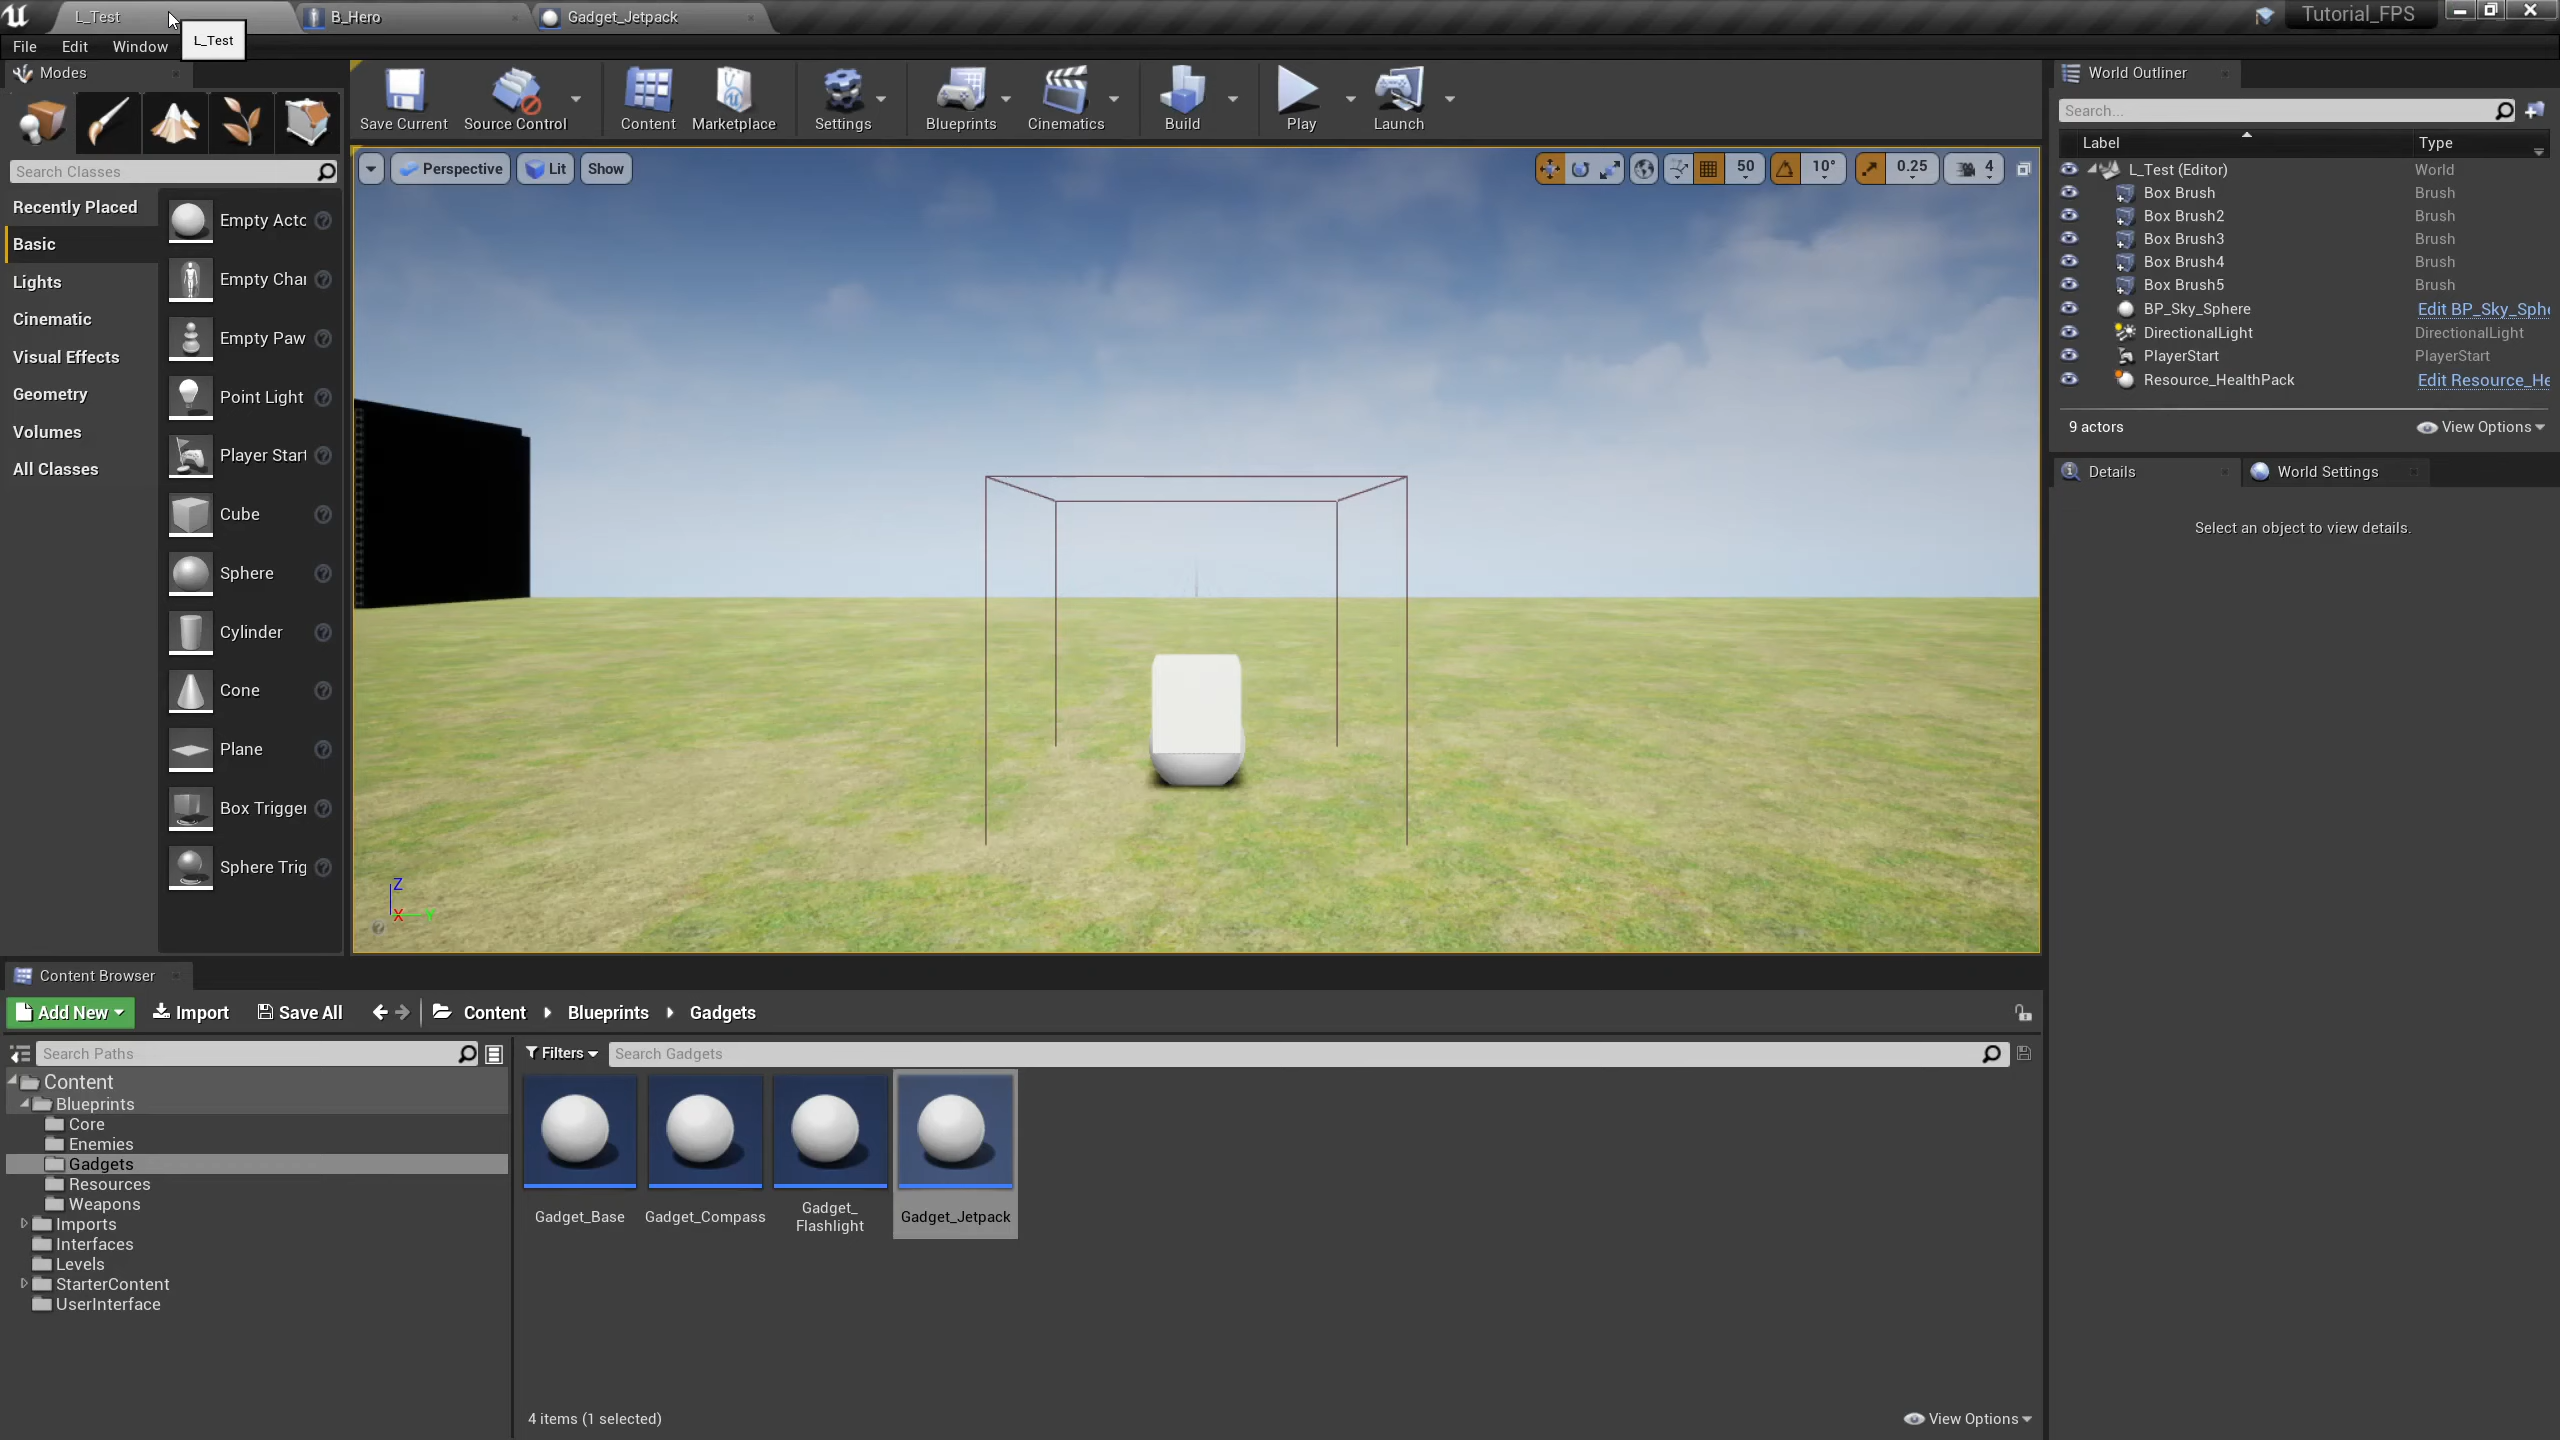 L_Test
B_Hero
Gadget_Jetpack
Tutorial_FPS
File
Edit
Window
L_Test
Modes
Save Current
Source Control
Content
Marketplace
Settings
Blueprints
Cinematics
Build
Play
Launch
Search Classes
Recently Placed
Basic
Lights
Cinematic
Visual Effects
Geometry
Volumes
All Classes
Empty Acto
Empty Char
Empty Paw
Point Light
Player Start
Cube
Sphere
Cylinder
Cone
Plane
Box Trigger
Sphere Trig
Perspective
Lit
Show
50
10°
0.25
4
Z
X
Y
World Outliner
Search...
Label
Type
L_Test (Editor)
World
Box Brush
Brush
Box Brush2
Brush
Box Brush3
Brush
Box Brush4
Brush
Box Brush5
Brush
BP_Sky_Sphere
Edit BP_Sky_Sphe
DirectionalLight
DirectionalLight
PlayerStart
PlayerStart
Resource_HealthPack
Edit Resource_He
9 actors
View Options
Details
World Settings
Select an object to view details.
Content Browser
Add New
Import
Save All
Content
Blueprints
Gadgets
Search Paths
Filters
Search Gadgets
Content
Blueprints
Core
Enemies
Gadgets
Resources
Weapons
Imports
Interfaces
Levels
StarterContent
UserInterface
Gadget_Base
Gadget_Compass
Gadget_
Flashlight
Gadget_Jetpack
4 items (1 selected)
View Options